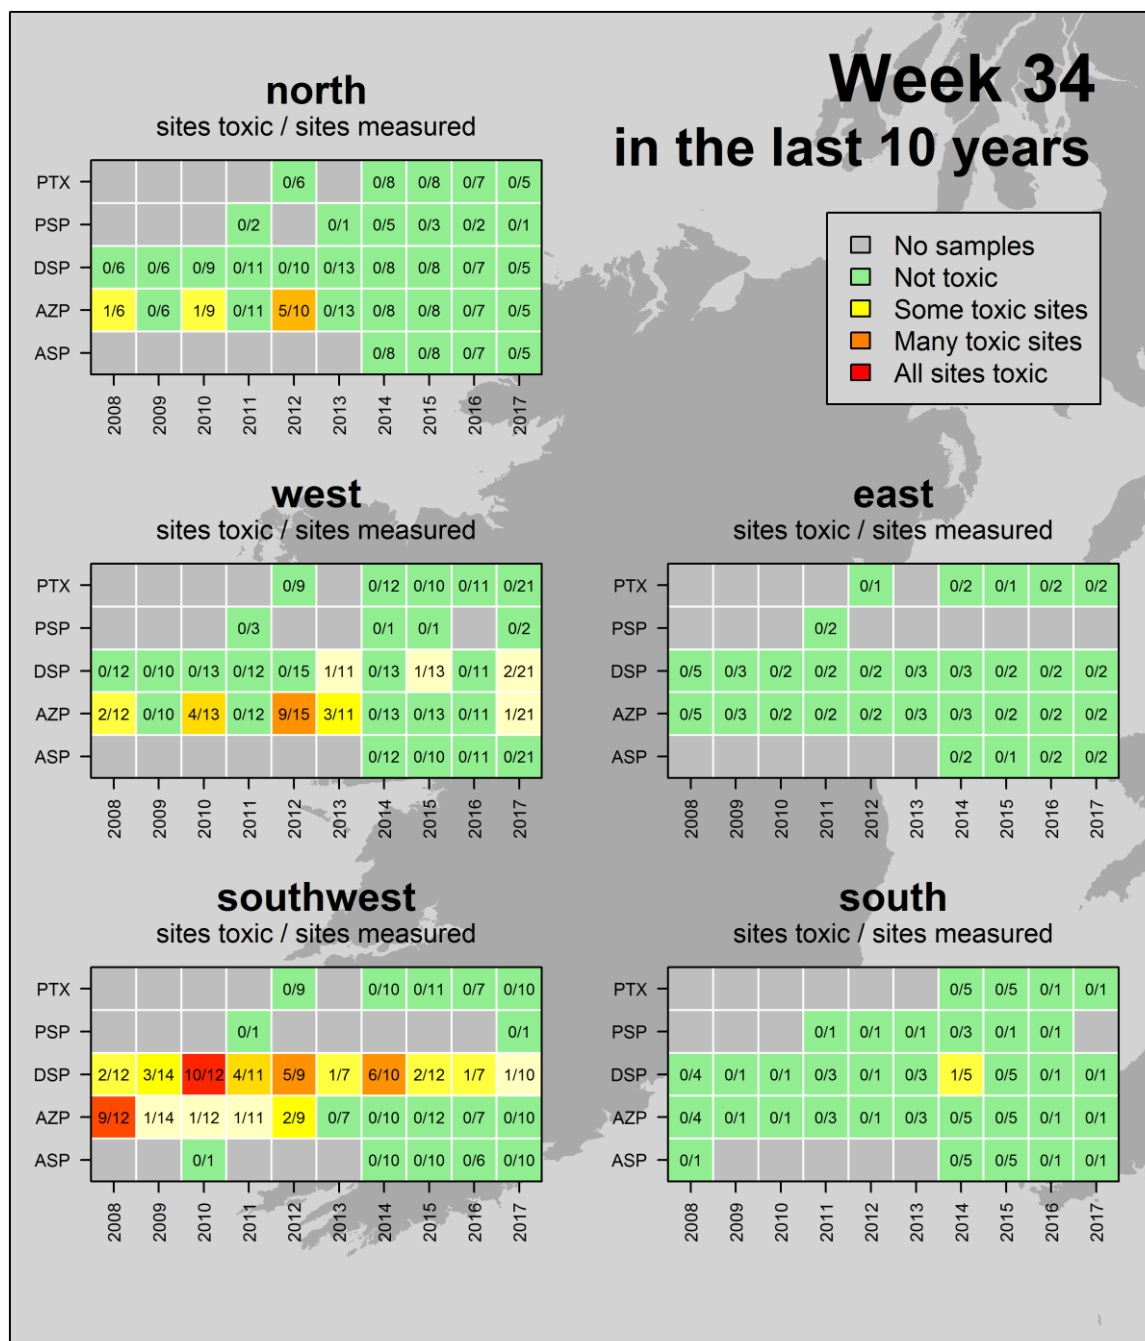 Week 34
in the last 10 years
No samples
Not toxic
Some toxic sites
Many toxic sites
All sites toxic
north
sites toxic / sites measured
PTX 0/6 0/8 0/8 0/7 0/5
PSP 0/2 0/1 0/5 0/3 0/2 0/1
DSP 0/6 0/6 0/9 0/11 0/10 0/13 0/8 0/8 0/7 0/5
AZP 1/6 0/6 1/9 0/11 5/10 0/13 0/8 0/8 0/7 0/5
ASP 0/8 0/8 0/7 0/5
2008 2009 2010 2011 2012 2013 2014 2015 2016 2017
west
sites toxic / sites measured
PTX 0/9 0/12 0/10 0/11 0/21
PSP 0/3 0/1 0/1 0/2
DSP 0/12 0/10 0/13 0/12 0/15 1/11 0/13 1/13 0/11 2/21
AZP 2/12 0/10 4/13 0/12 9/15 3/11 0/13 0/13 0/11 1/21
ASP 0/12 0/10 0/11 0/21
2008 2009 2010 2011 2012 2013 2014 2015 2016 2017
east
sites toxic / sites measured
PTX 0/1 0/2 0/1 0/2 0/2
PSP 0/2
DSP 0/5 0/3 0/2 0/2 0/2 0/3 0/3 0/2 0/2 0/2
AZP 0/5 0/3 0/2 0/2 0/2 0/3 0/3 0/2 0/2 0/2
ASP 0/2 0/1 0/2 0/2
2008 2009 2010 2011 2012 2013 2014 2015 2016 2017
southwest
sites toxic / sites measured
PTX 0/9 0/10 0/11 0/7 0/10
PSP 0/1 0/1
DSP 2/12 3/14 10/12 4/11 5/9 1/7 6/10 2/12 1/7 1/10
AZP 9/12 1/14 1/12 1/11 2/9 0/7 0/10 0/12 0/7 0/10
ASP 0/1 0/10 0/10 0/6 0/10
2008 2009 2010 2011 2012 2013 2014 2015 2016 2017
south
sites toxic / sites measured
PTX 0/5 0/5 0/1 0/1
PSP 0/1 0/1 0/1 0/3 0/1 0/1
DSP 0/4 0/1 0/1 0/3 0/1 0/3 1/5 0/5 0/1 0/1
AZP 0/4 0/1 0/1 0/3 0/1 0/3 0/5 0/5 0/1 0/1
ASP 0/1 0/5 0/5 0/1 0/1
2008 2009 2010 2011 2012 2013 2014 2015 2016 2017